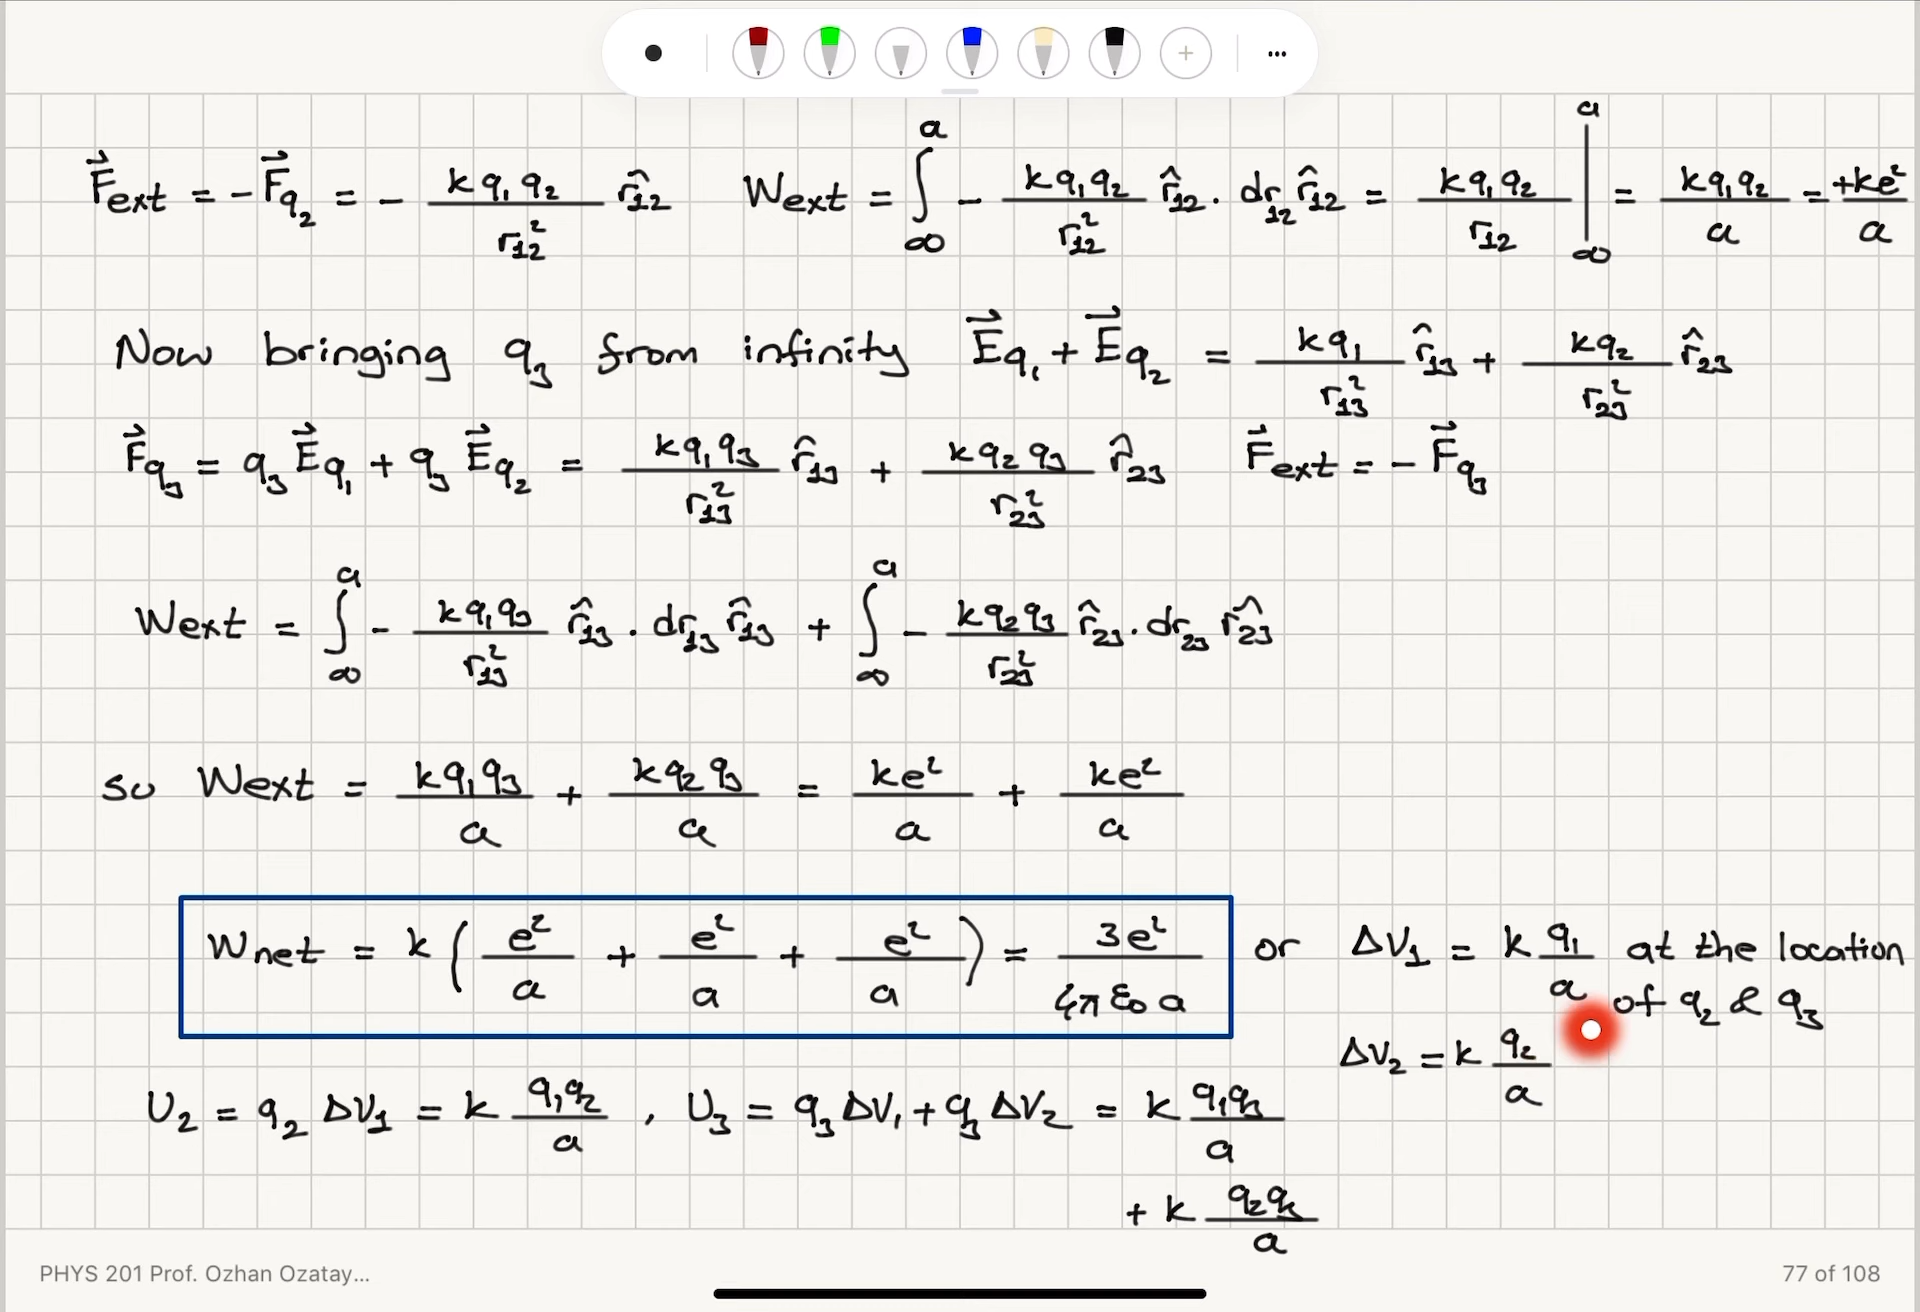 F⃗ext = -F⃗q₂ = - kq₁q₂/r₁₂² r̂₁₂   Wext = ∫_∞^a - kq₁q₂/r₁₂² r̂₁₂ . dr₁₂ r̂₁₂ = kq₁q₂/r₁₂ |_∞^a = kq₁q₂/a = +ke²/a
Now bringing q₃ from infinity E⃗q₁ + E⃗q₂ = kq₁/r₁₃² r̂₁₃ + kq₂/r₂₃² r̂₂₃
F⃗q₃ = q₃E⃗q₁ + q₃E⃗q₂ = kq₁q₃/r₁₃² r̂₁₃ + kq₂q₃/r₂₃² r̂₂₃   F⃗ext = - F⃗q₃
Wext = ∫_∞^a - kq₁q₃/r₁₃² r̂₁₃ . dr₁₃ r̂₁₃ + ∫_∞^a - kq₂q₃/r₂₃² r̂₂₃ . dr₂₃ r̂₂₃
so Wext = kq₁q₃/a + kq₂q₃/a = ke²/a + ke²/a
Wnet = k ( e²/a + e²/a + e²/a ) = 3e²/4πε₀a or ΔV₁ = k q₁/a at the location
of q₂ & q₃
ΔV₂ = k q₂/a
U₂ = q₂ ΔV₁ = k q₁q₂/a , U₃ = q₃ΔV₁ + q₃ΔV₂ = k q₁q₃/a
+ k q₂q₃/a
PHYS 201 Prof. Ozhan Ozatay...
77 of 108